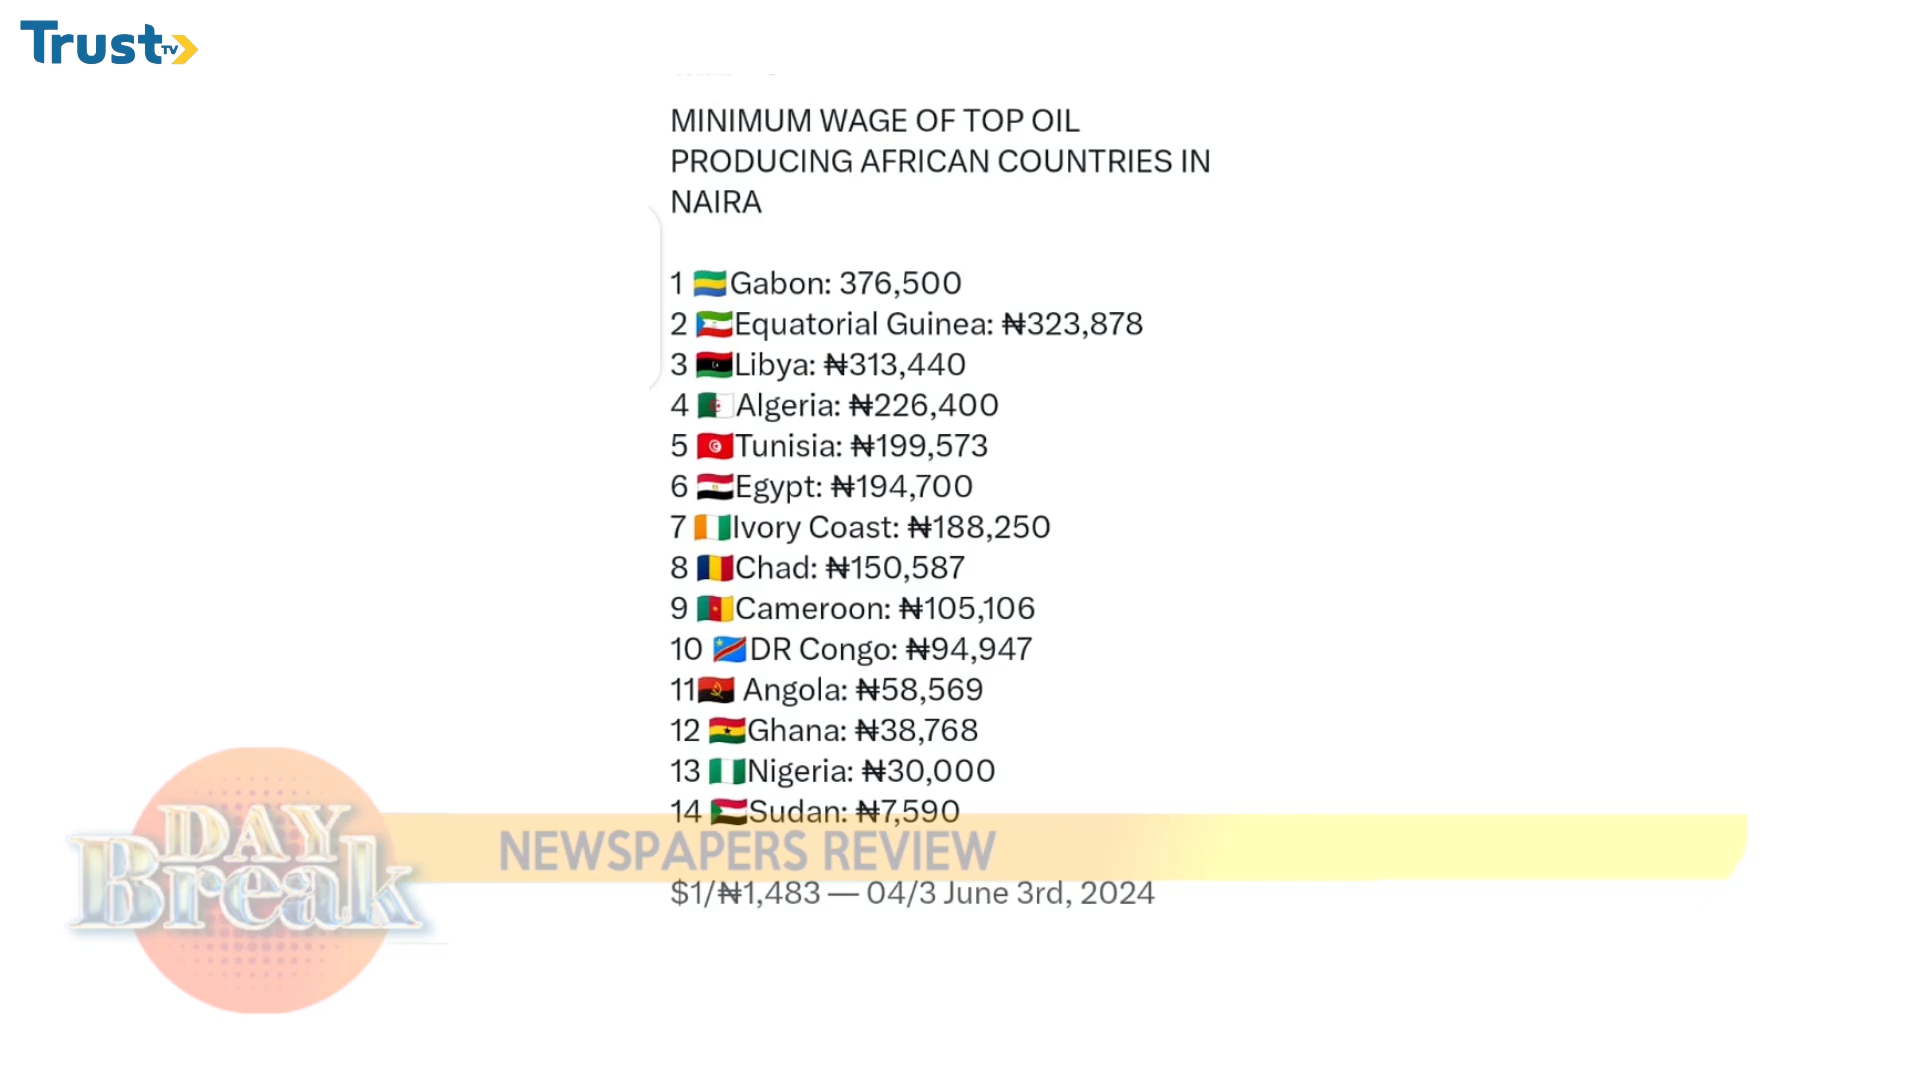 Trust TV
MINIMUM WAGE OF TOP OIL
PRODUCING AFRICAN COUNTRIES IN
NAIRA
1 🇬🇦Gabon: 376,500
2 🇬🇶Equatorial Guinea: ₦323,878
3 🇱🇾Libya: ₦313,440
4 🇩🇿Algeria: ₦226,400
5 🇹🇳Tunisia: ₦199,573
6 🇪🇬Egypt: ₦194,700
7 🇨🇮Ivory Coast: ₦188,250
8 🇹🇩Chad: ₦150,587
9 🇨🇲Cameroon: ₦105,106
10 🇨🇩DR Congo: ₦94,947
11🇦🇴 Angola: ₦58,569
12 🇬🇭Ghana: ₦38,768
13 🇳🇬Nigeria: ₦30,000
14 🇸🇩Sudan: ₦7,590
DAY
Break
NEWSPAPERS REVIEW
$1/₦1,483 — 04/3 June 3rd, 2024